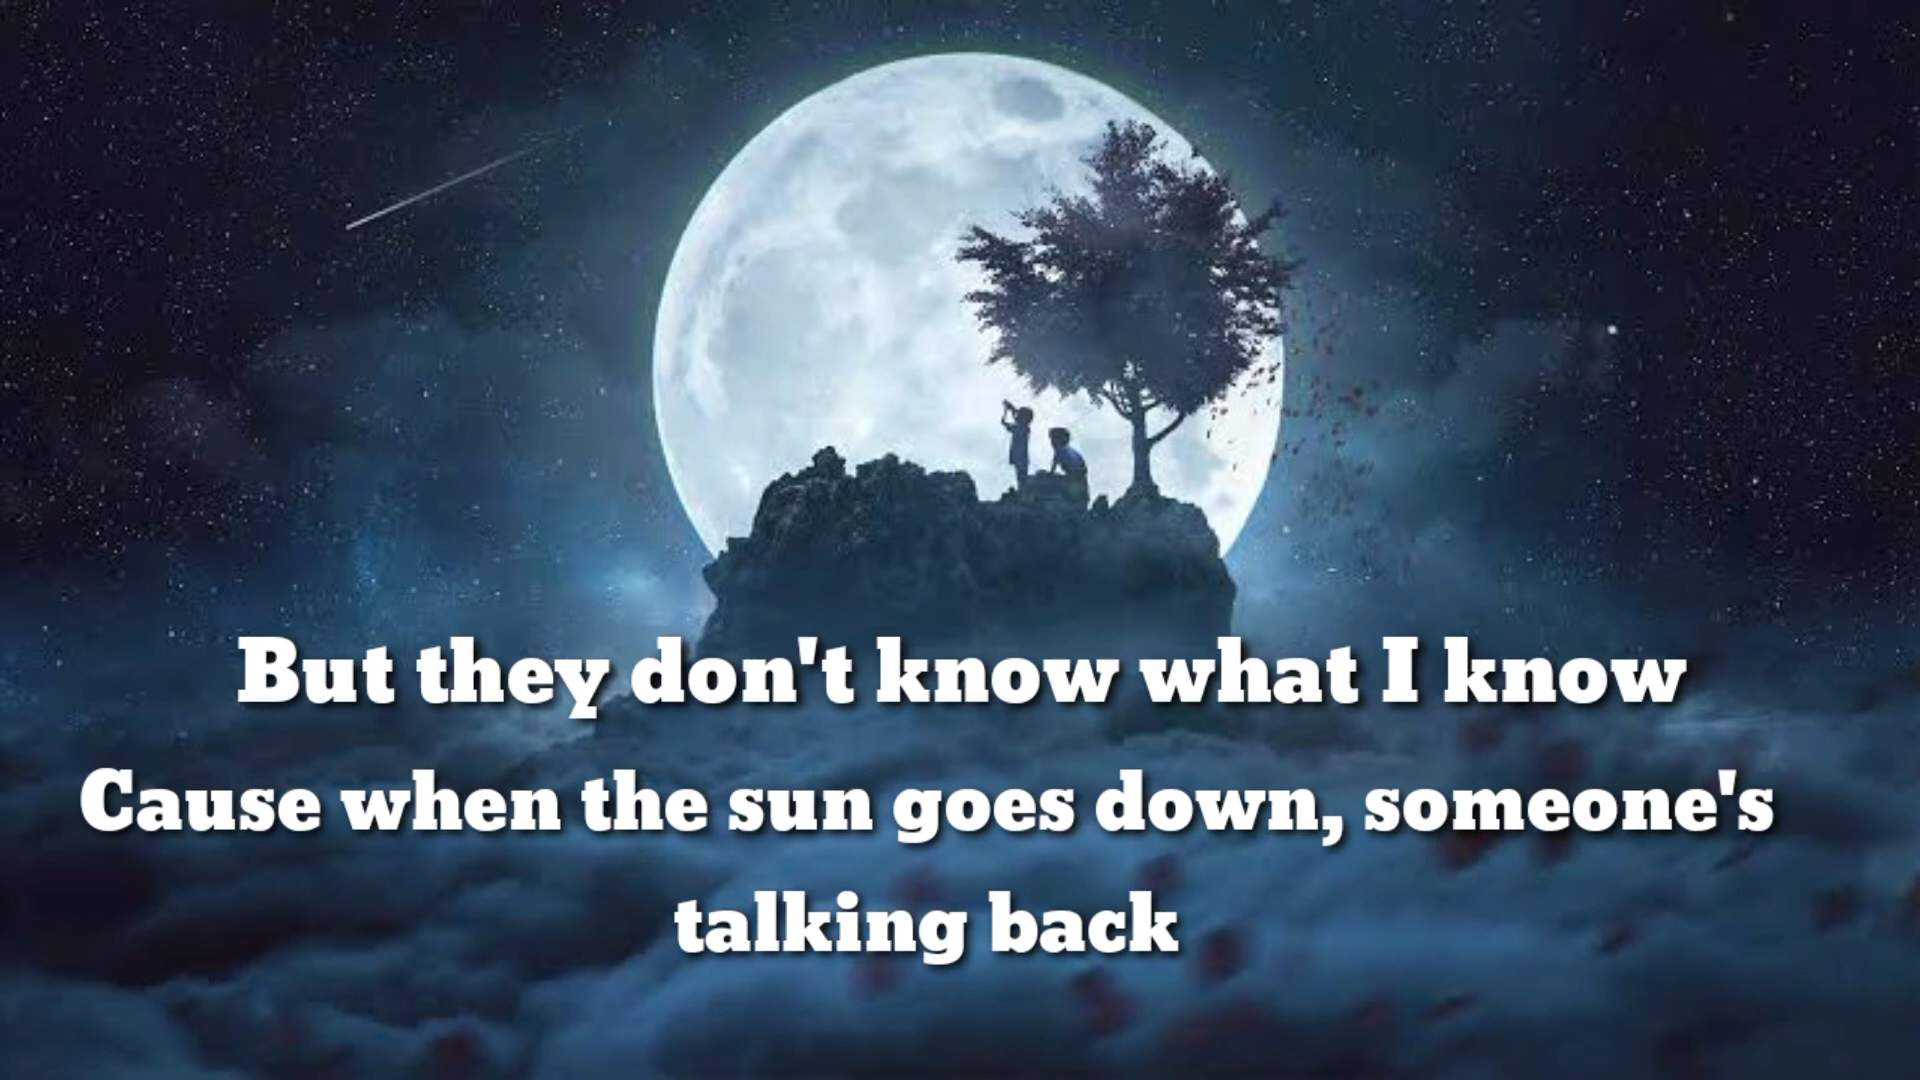 But they don't know what I know
Cause when the sun goes down, someone's
talking back